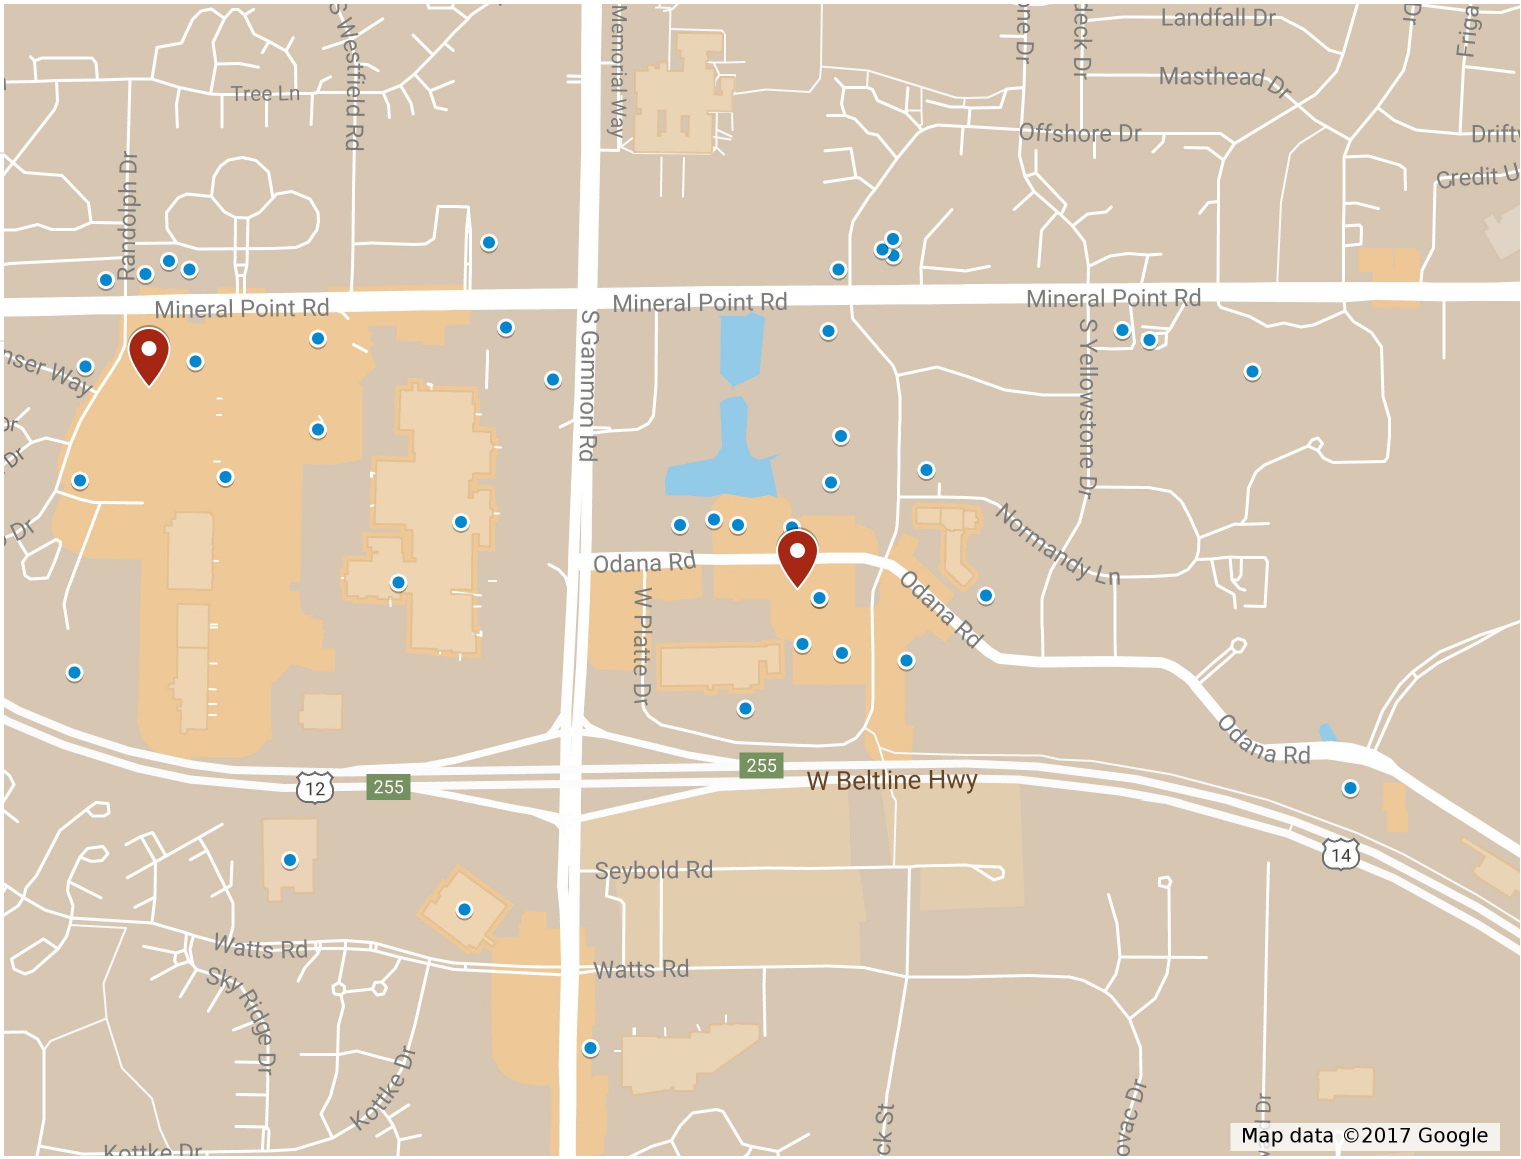 S Westfield Rd
Memorial Way
Landfall Dr
Masthead Dr
Tree Ln
Offshore Dr
Randolph Dr
Mineral Point Rd
Mineral Point Rd
Mineral Point Rd
S Gammon Rd
S Yellowstone Dr
Normandy Ln
Odana Rd
Odana Rd
W Platte Dr
Odana Rd
255
12
255
W Beltline Hwy
14
Seybold Rd
Watts Rd
Watts Rd
Sky Ridge Dr
Kottke Dr
Kottke Dr
Map data ©2017 Google